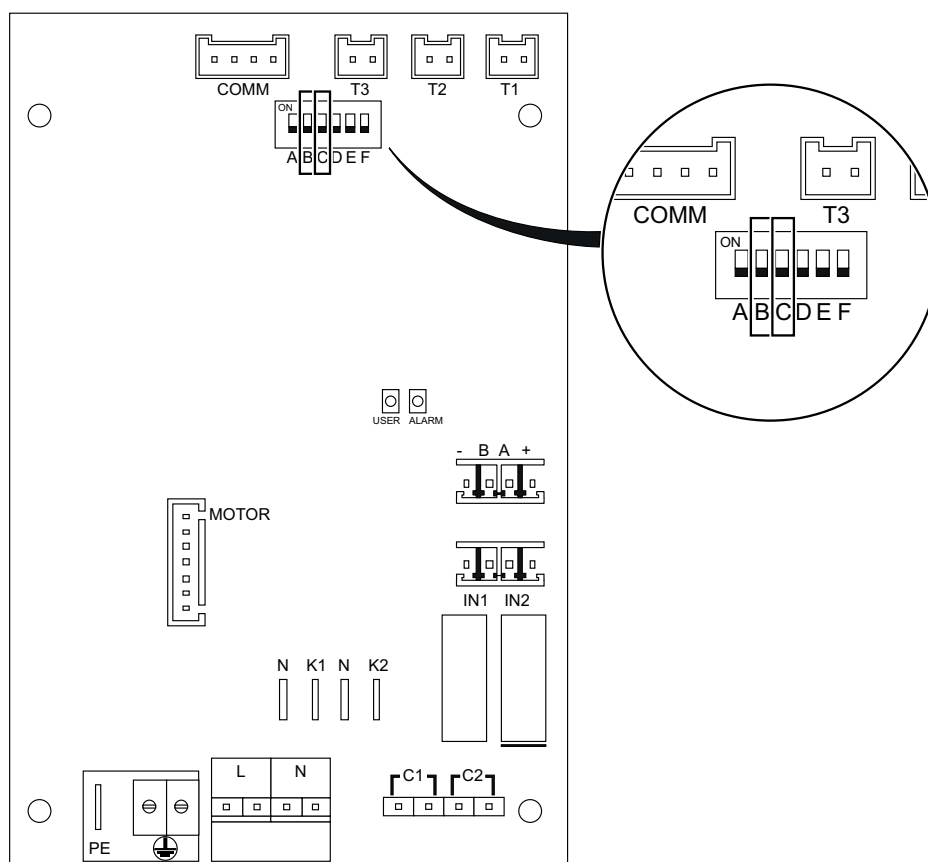 COMM T3 T2 T1
ON
A B C D E F
COMM T3
ON
A B C D E F
USER ALARM
- B A +
MOTOR
IN1 IN2
N K1 N K2
L N
C1 C2
PE